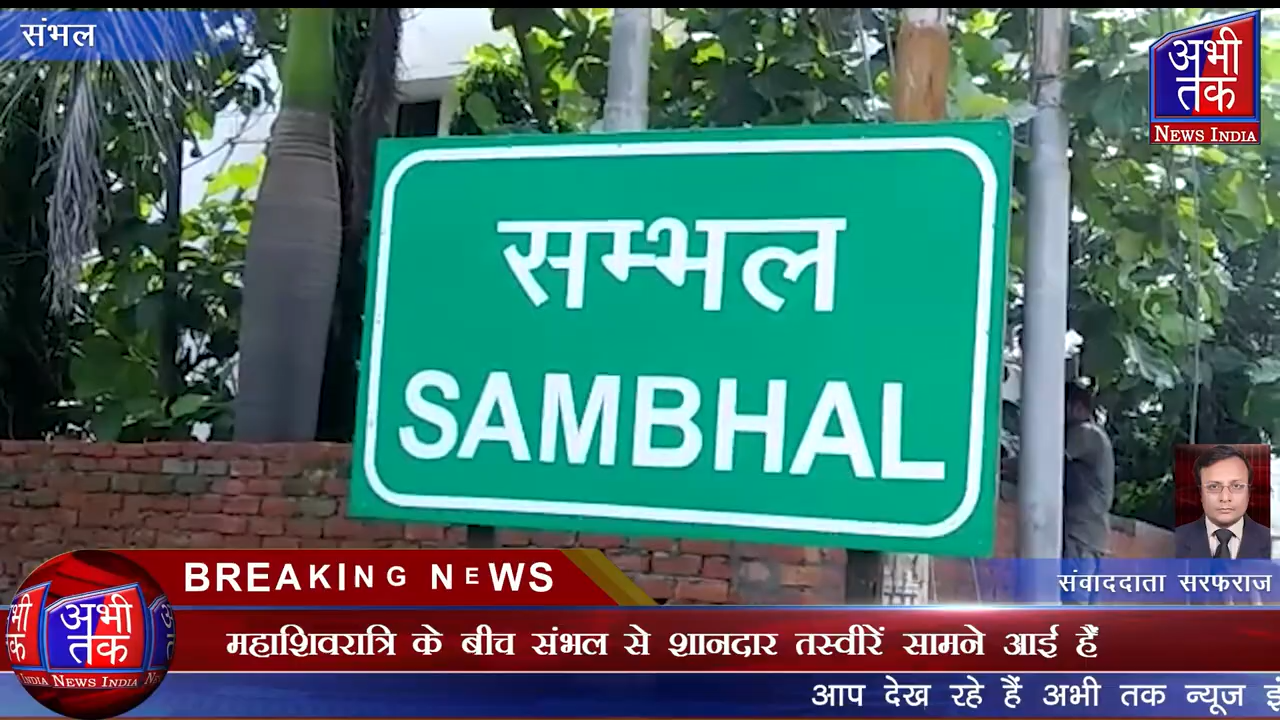 संभल
अभी
तक
NEWS INDIA
सम्भल
SAMBHAL
BREAKING NEWS
संवाददाता सरफराज
अभी
तक
NEWS INDIA
महाशिवरात्रि के बीच संभल से शानदार तस्वीरें सामने आई हैं
आप देख रहे हैं अभी तक न्यूज